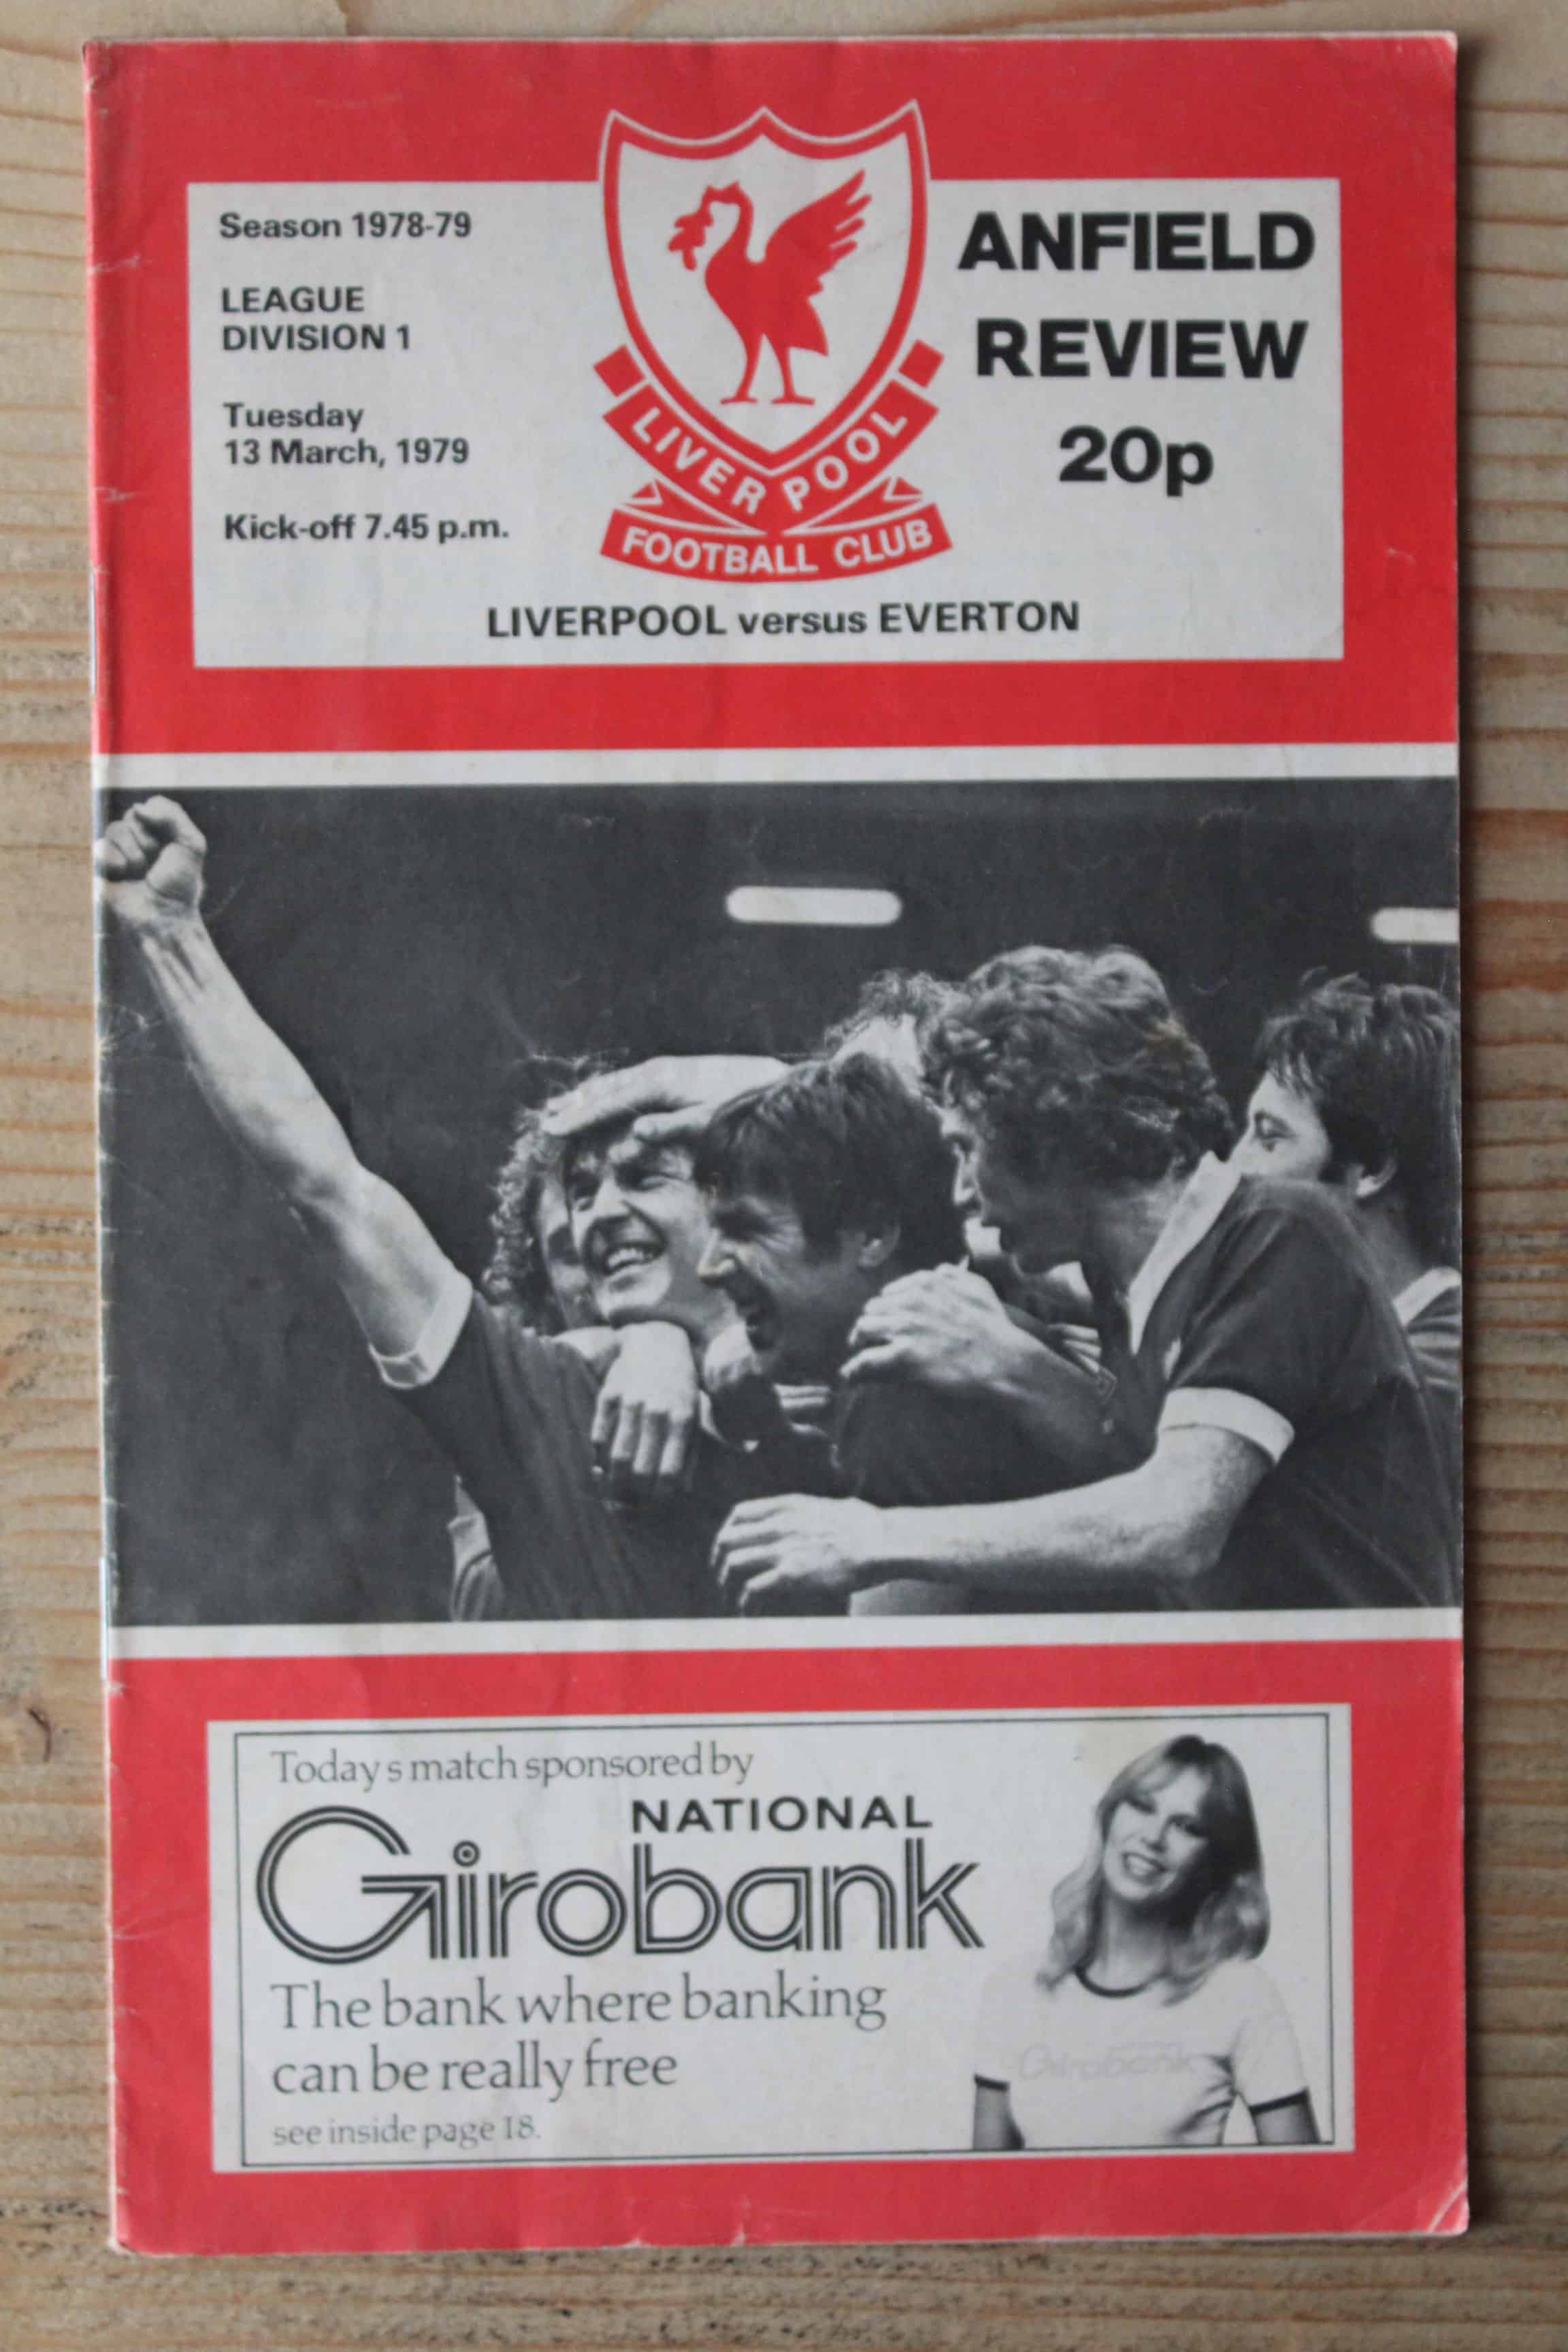 Season 1978-79
LEAGUE
DIVISION 1
Tuesday
13 March, 1979
Kick-off 7.45 p.m.
LIVERPOOL
FOOTBALL CLUB
ANFIELD
REVIEW
20p
LIVERPOOL versus EVERTON
Today s match sponsored by
NATIONAL
Girobank
The bank where banking
can be really free
see inside page 18.
Girobank